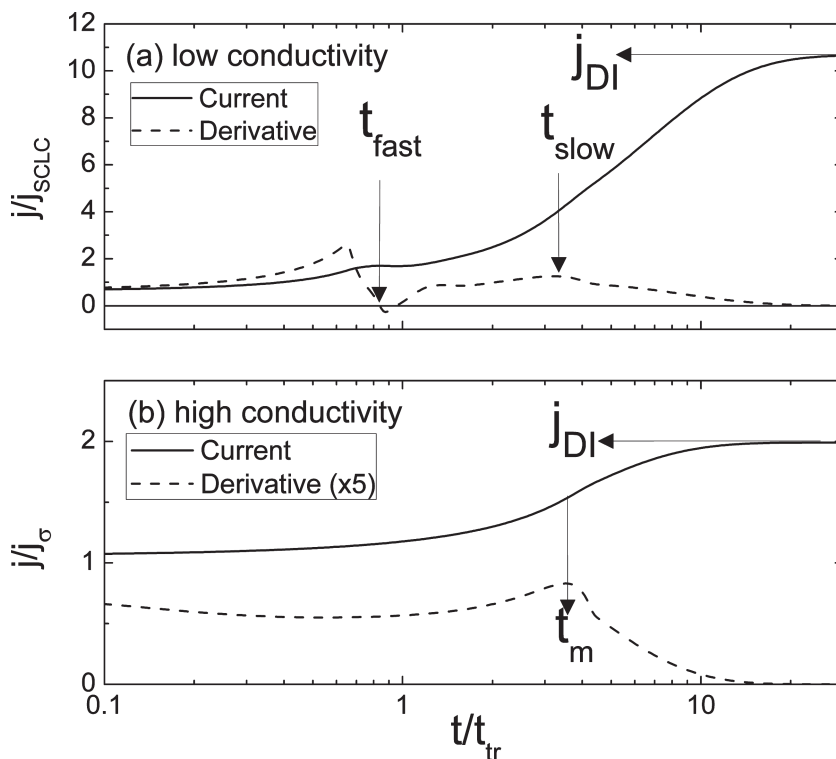 12
10
8
6
4
2
0
j/j_SCLC
(a) low conductivity
Current
Derivative
t_fast
t_slow
j_DI
2
1
0
j/j_σ
(b) high conductivity
Current
Derivative (x5)
j_DI
t_m
0.1 1 10
t/t_tr